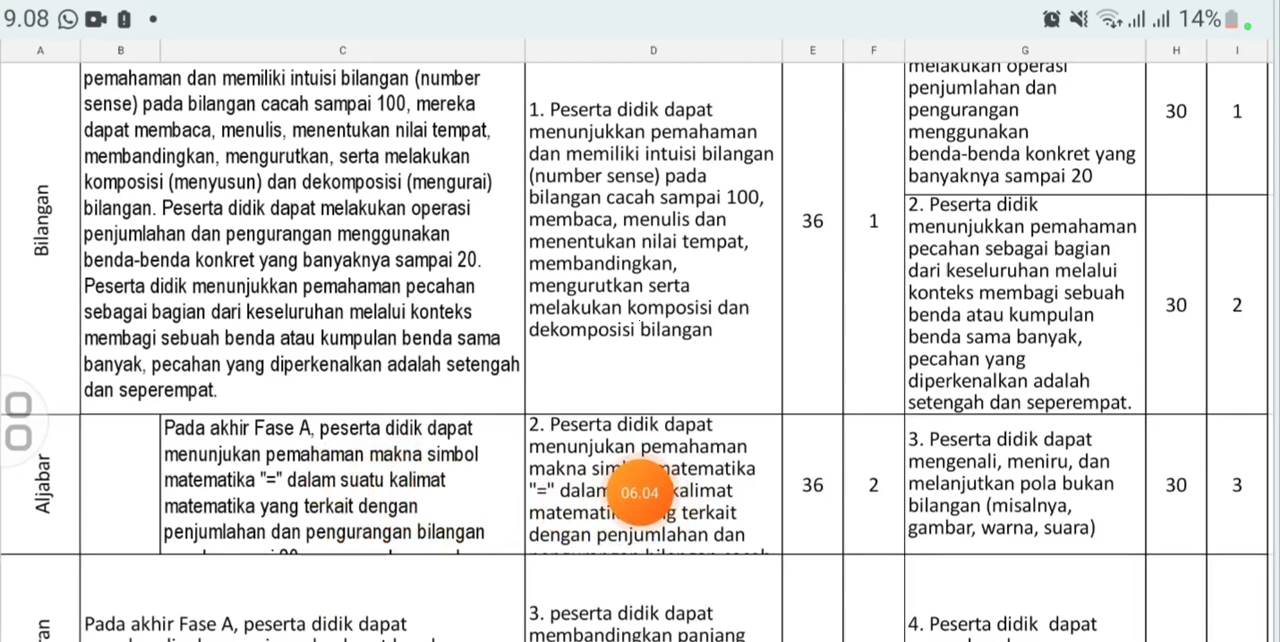 9.08
14%
A B C D E F G H I
Bilangan
pemahaman dan memiliki intuisi bilangan (number
sense) pada bilangan cacah sampai 100, mereka
dapat membaca, menulis, menentukan nilai tempat,
membandingkan, mengurutkan, serta melakukan
komposisi (menyusun) dan dekomposisi (mengurai)
bilangan. Peserta didik dapat melakukan operasi
penjumlahan dan pengurangan menggunakan
benda-benda konkret yang banyaknya sampai 20.
Peserta didik menunjukkan pemahaman pecahan
sebagai bagian dari keseluruhan melalui konteks
membagi sebuah benda atau kumpulan benda sama
banyak, pecahan yang diperkenalkan adalah setengah
dan seperempat.
1. Peserta didik dapat
menunjukkan pemahaman
dan memiliki intuisi bilangan
(number sense) pada
bilangan cacah sampai 100,
membaca, menulis dan
menentukan nilai tempat,
membandingkan,
mengurutkan serta
melakukan komposisi dan
dekomposisi bilangan
36
1
melakukan operasi
penjumlahan dan
pengurangan
menggunakan
benda-benda konkret yang
banyaknya sampai 20
30
1
2. Peserta didik
menunjukkan pemahaman
pecahan sebagai bagian
dari keseluruhan melalui
konteks membagi sebuah
benda atau kumpulan
benda sama banyak,
pecahan yang
diperkenalkan adalah
setengah dan seperempat.
30
2
Aljabar
Pada akhir Fase A, peserta didik dapat
menunjukan pemahaman makna simbol
matematika "=" dalam suatu kalimat
matematika yang terkait dengan
penjumlahan dan pengurangan bilangan
2. Peserta didik dapat
menunjukan pemahaman
makna matematika
"=" dalam kalimat
terkait
dengan penjumlahan dan
06.04
36
2
3. Peserta didik dapat
mengenali, meniru, dan
melanjutkan pola bukan
bilangan (misalnya,
gambar, warna, suara)
30
3
Pada akhir Fase A, peserta didik dapat
3. peserta didik dapat
membandingkan panjang
4. Peserta didik dapat